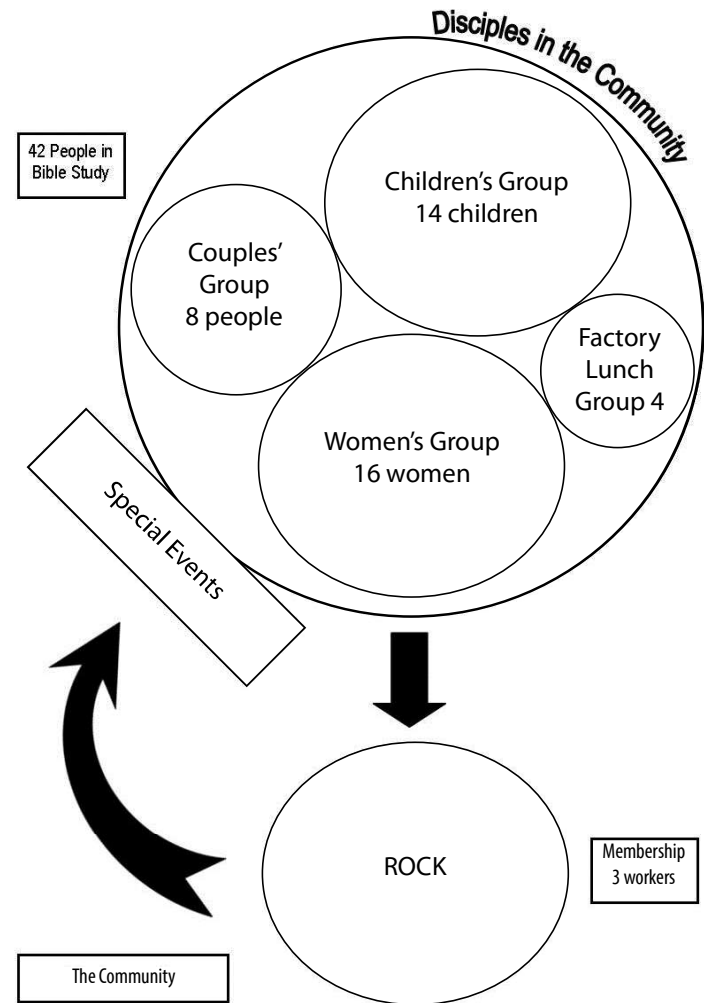 Disciples in the Community
42 People in
Bible Study
Children's Group
14 children
Couples'
Group
8 people
Factory
Lunch
Group 4
Women's Group
16 women
Special Events
ROCK
Membership
3 workers
The Community